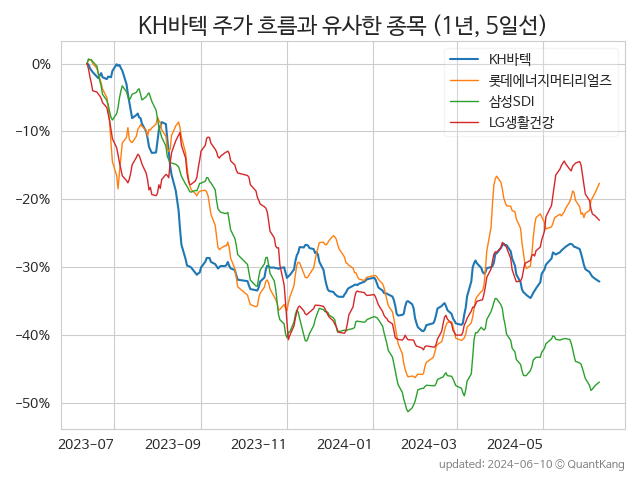 KH바텍 주가 흐름과 유사한 종목 (1년, 5일선)
KH바텍
롯데에너지머티리얼즈
삼성SDI
LG생활건강
0%
−10%
−20%
−30%
−40%
−50%
2023−07 2023−09 2023−11 2024−01 2024−03 2024−05
updated: 2024-06-10 © QuantKang